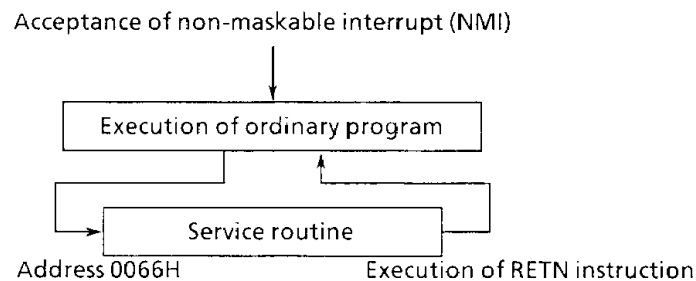 Acceptance of non-maskable interrupt (NMI)
Execution of ordinary program
Service routine
Address 0066H
Execution of RETN instruction